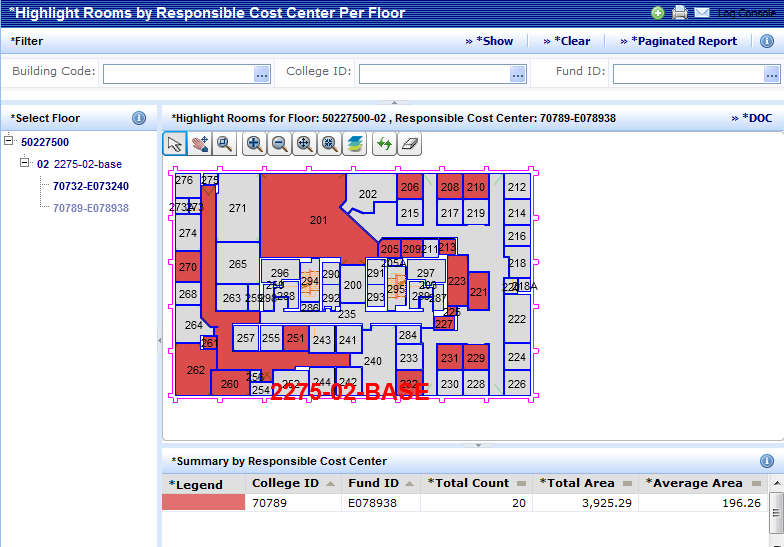 *Highlight Rooms by Responsible Cost Center Per Floor
Log Console
*Filter
» *Show » *Clear » *Paginated Report
Building Code: College ID: Fund ID:
*Select Floor
50227500
02 2275-02-base
70732-E073240
70789-E078938
*Highlight Rooms for Floor: 50227500-02 , Responsible Cost Center: 70789-E078938
» *DOC
276 275 271 201 202 206 208 210 212
215 217 219 214
273 274 216
205 209 211 213
205A
270 265 296 294 290 200 291 295 297 223 218
218A
268 263 259 298 288 292 293 287 221
286
264 235 227 222
261 257 255 251 243 241 240 284
233 231 229 224
262 260 256 254 252 244 242 232 230 228 226
2275-02-BASE
*Summary by Responsible Cost Center
*Legend College ID Fund ID *Total Count *Total Area *Average Area
70789 E078938 20 3,925.29 196.26